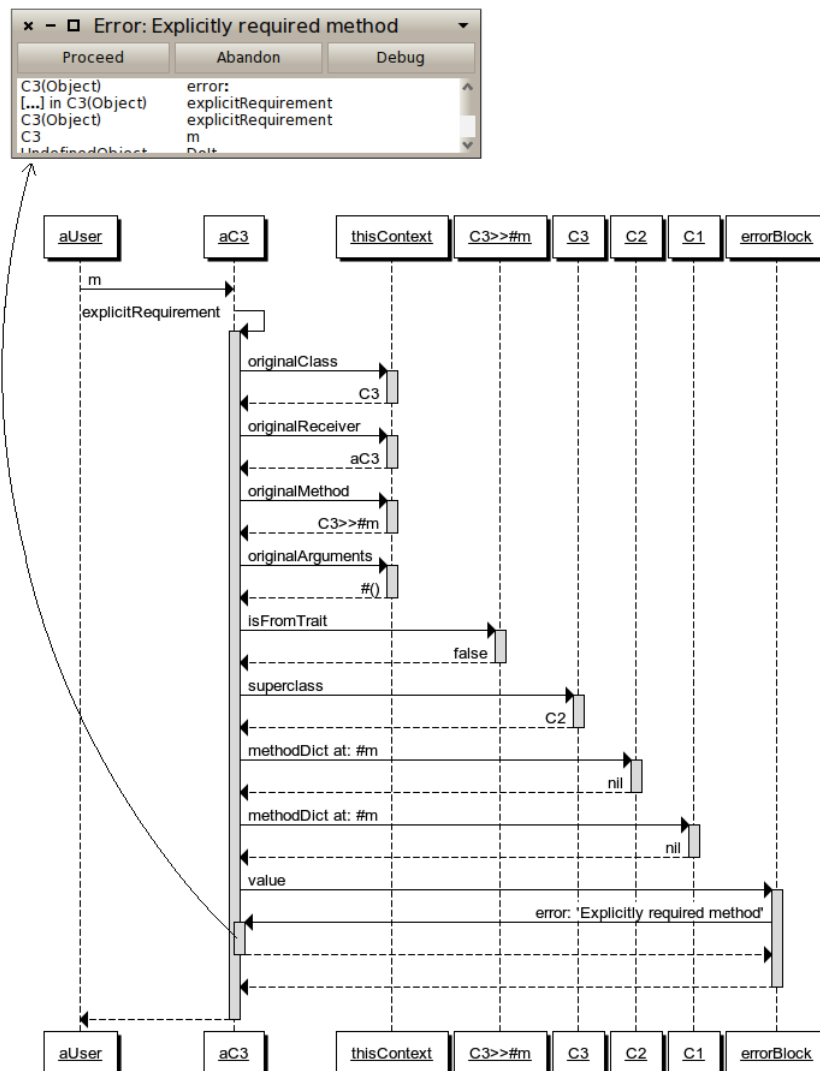 Error: Explicitly required method
Proceed Abandon Debug
C3(Object) error:
[...] in C3(Object) explicitRequirement
C3(Object) explicitRequirement
C3 m
UndefinedObject DoIt
aUser aC3 thisContext C3>>#m C3 C2 C1 errorBlock
m
explicitRequirement
originalClass
C3
originalReceiver
aC3
originalMethod
C3>>#m
originalArguments
#()
isFromTrait
false
superclass
C2
methodDict at: #m
nil
methodDict at: #m
nil
value
error: 'Explicitly required method'
aUser aC3 thisContext C3>>#m C3 C2 C1 errorBlock